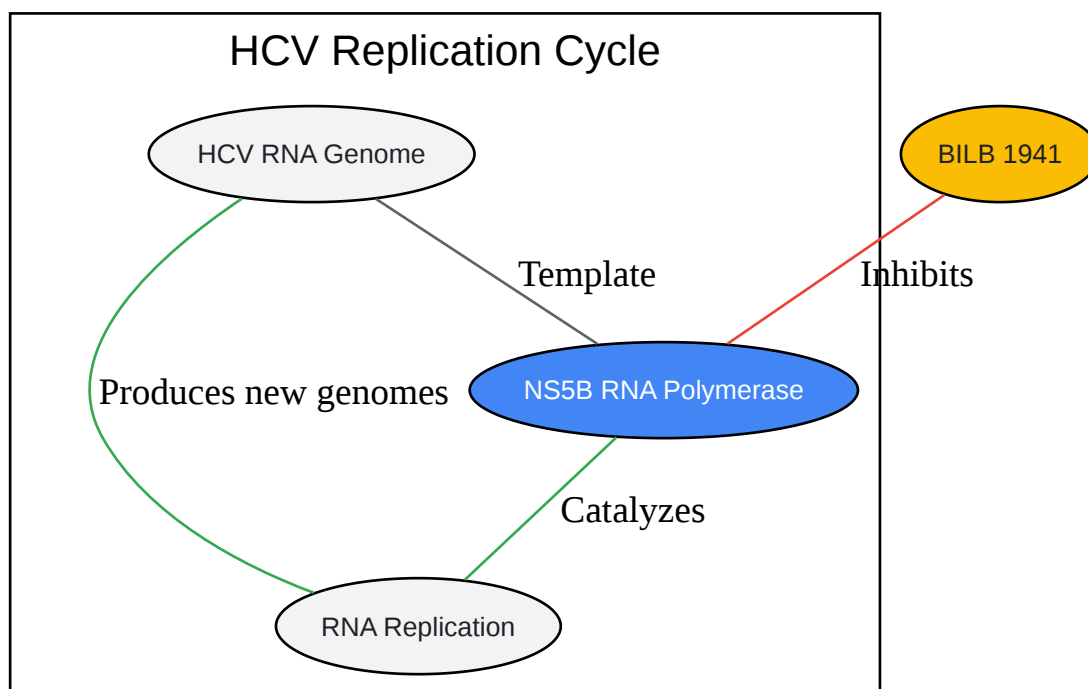 HCV Replication Cycle
HCV RNA Genome
BILB 1941
Template
Inhibits
Produces new genomes
NS5B RNA Polymerase
Catalyzes
RNA Replication